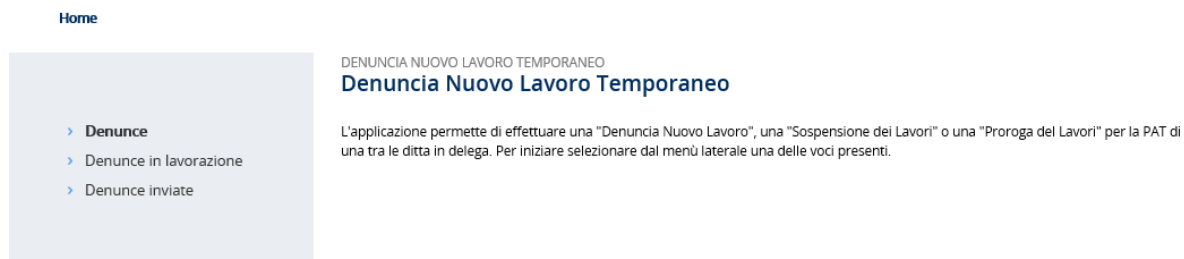 Home
DENUNCIA NUOVO LAVORO TEMPORANEO
Denuncia Nuovo Lavoro Temporaneo
Denunce
Denunce in lavorazione
Denunce inviate
L'applicazione permette di effettuare una "Denuncia Nuovo Lavoro", una "Sospensione dei Lavori" o una "Proroga del Lavori" per la PAT di
una tra le ditta in delega. Per iniziare selezionare dal menù laterale una delle voci presenti.